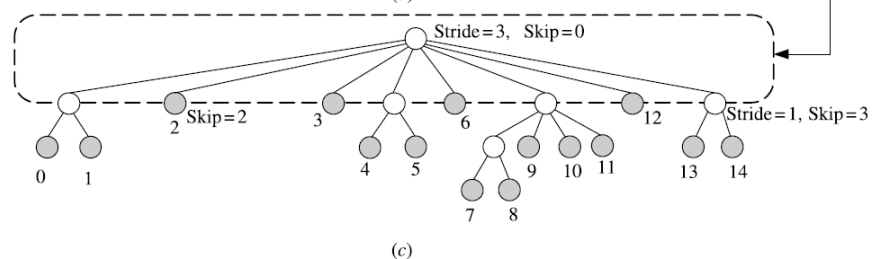 Stride=3, Skip=0
2 Skip=2 3 6 12 Stride=1, Skip=3
0 1 4 5 9 10 11 13 14
7 8
(c)